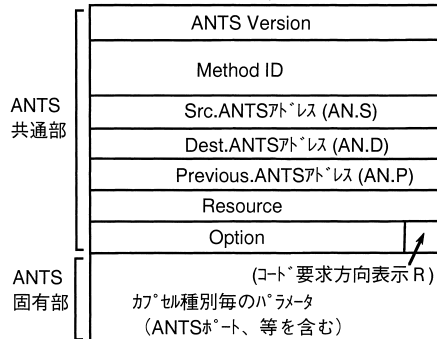 ANTS Version
Method ID
ANTS
共通部
Src.ANTSｱﾄﾞﾚｽ (AN.S)
Dest.ANTSｱﾄﾞﾚｽ (AN.D)
Previous.ANTSｱﾄﾞﾚｽ (AN.P)
Resource
Option
ANTS
固有部
(ｺｰﾄﾞ要求方向表示R)
ｶﾌﾟｾﾙ種別毎のﾊﾟﾗﾒｰﾀ
（ANTSﾎﾟｰﾄ、等を含む）